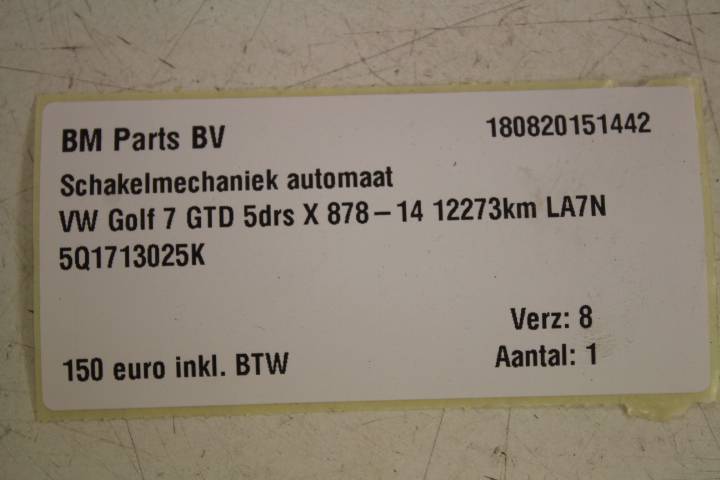 BM Parts BV 180820151442
Schakelmechaniek automaat
VW Golf 7 GTD 5drs X 878-14 12273km LA7N
5Q1713025K
Verz: 8
150 euro inkl. BTW Aantal: 1